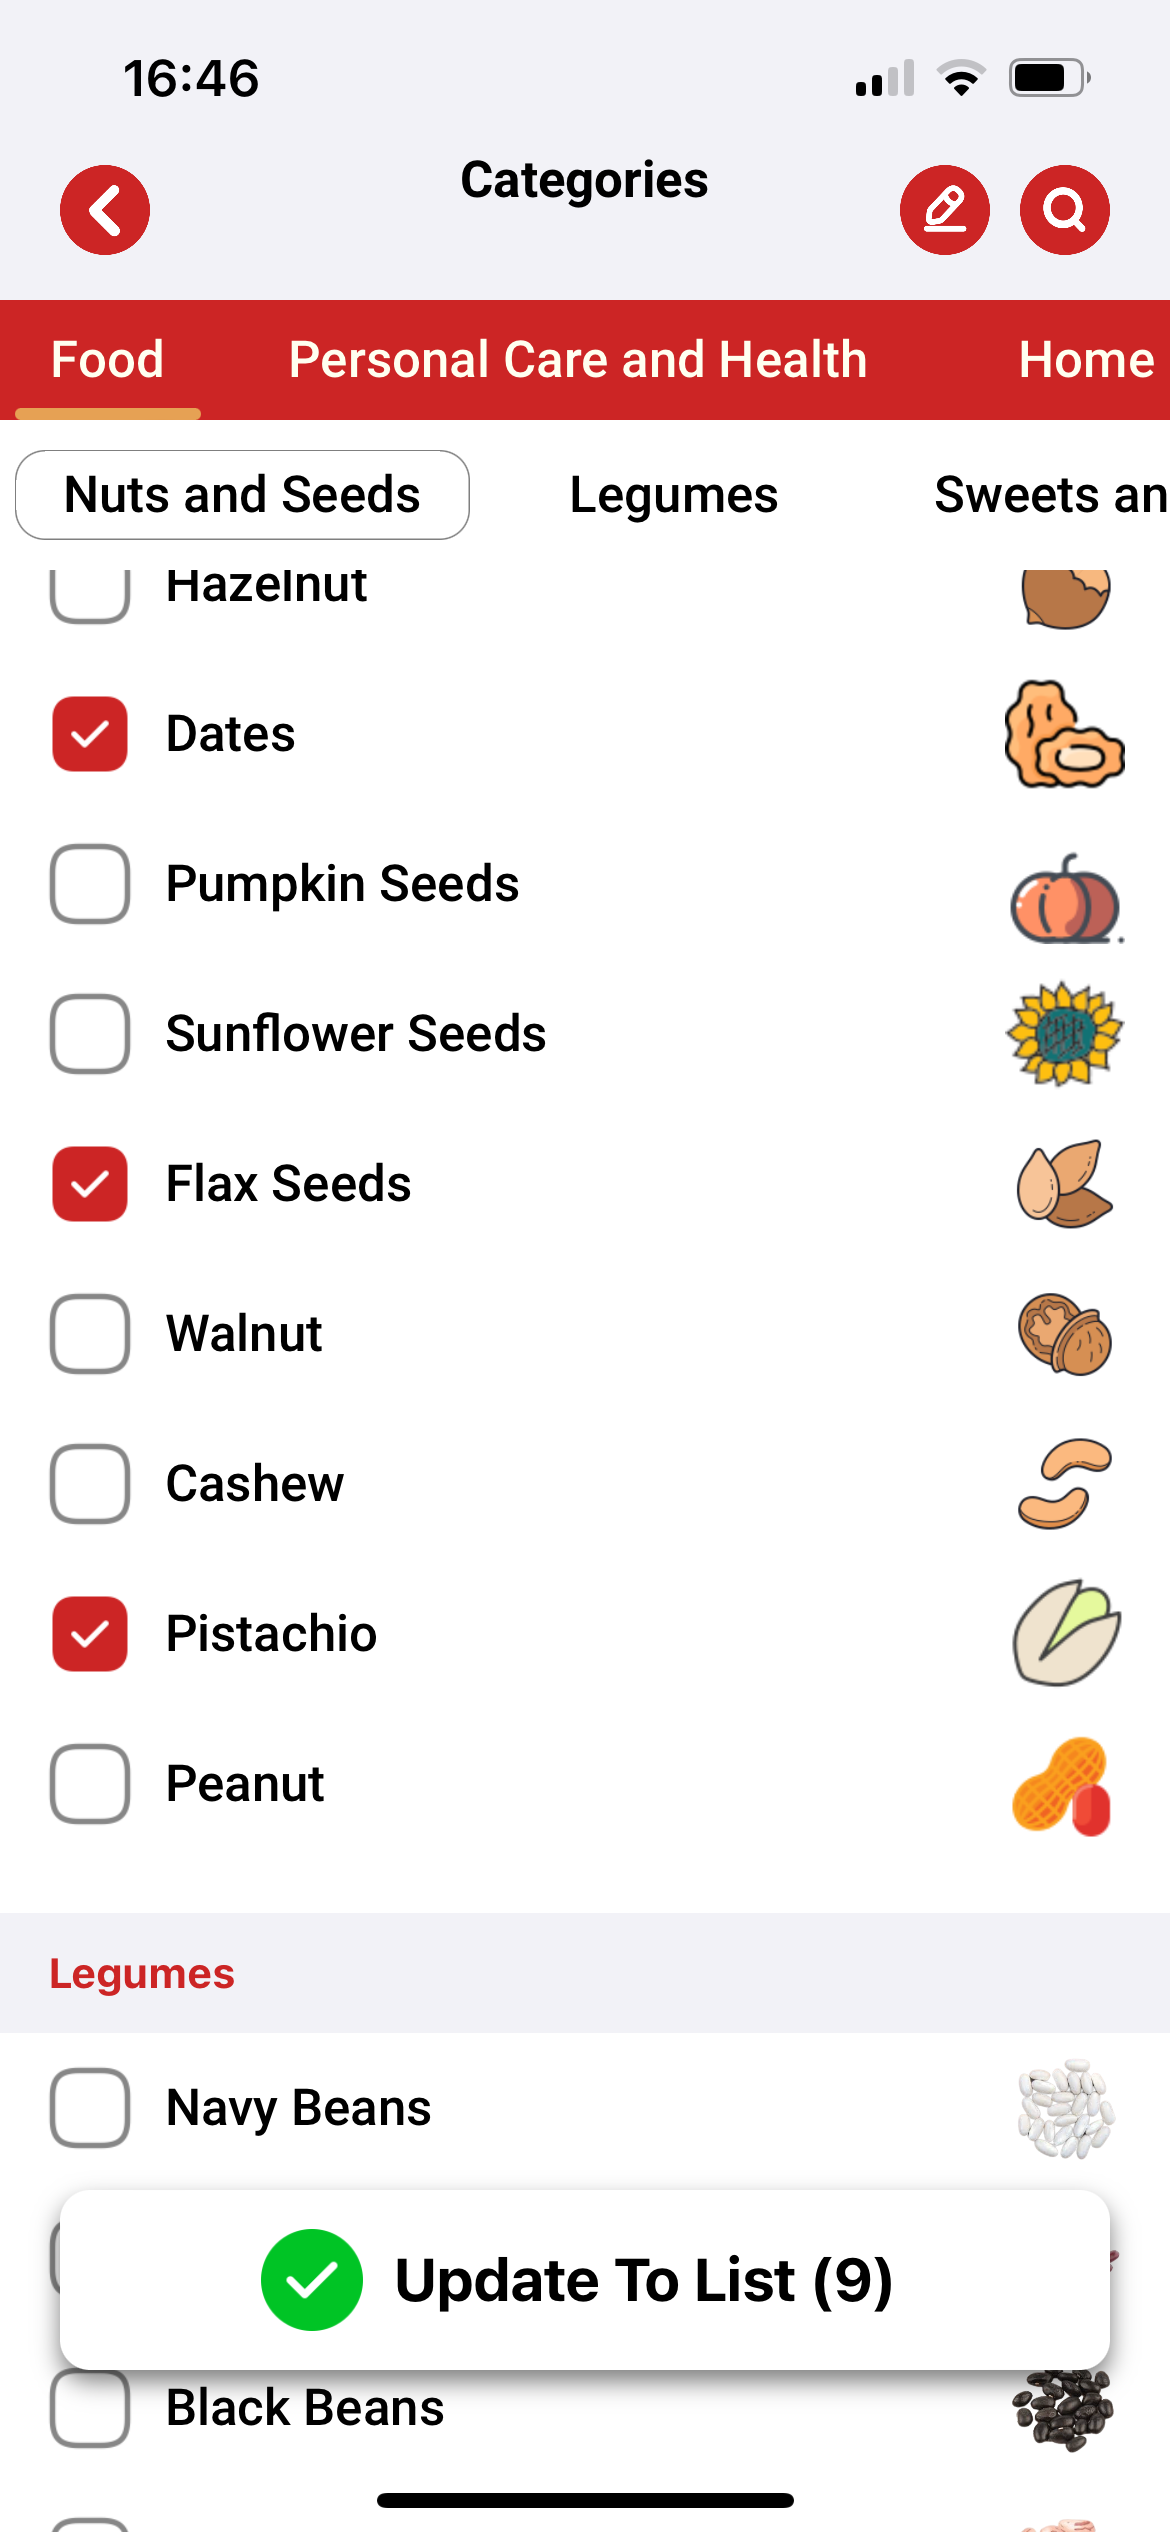 16:46
Categories
Food Personal Care and Health Home
Nuts and Seeds Legumes Sweets an
Hazelnut
Dates
Pumpkin Seeds
Sunflower Seeds
Flax Seeds
Walnut
Cashew
Pistachio
Peanut
Legumes
Navy Beans
Update To List (9)
Black Beans